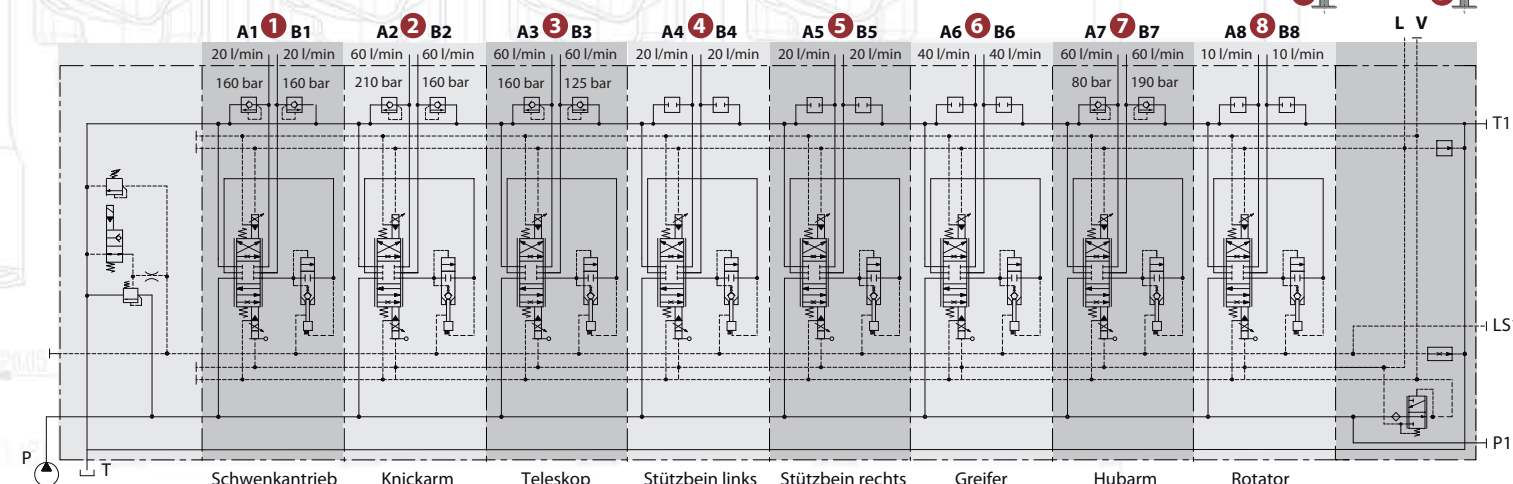 L V
A1 1 B1 A2 2 B2 A3 3 B3 A4 4 B4 A5 5 B5 A6 6 B6 A7 7 B7 A8 8 B8
20 l/min 20 l/min 60 l/min 60 l/min 60 l/min 60 l/min 20 l/min 20 l/min 20 l/min 20 l/min 40 l/min 40 l/min 60 l/min 60 l/min 10 l/min 10 l/min
160 bar 160 bar 210 bar 160 bar 160 bar 125 bar 80 bar 190 bar
T1
LS
P1
P T
Schwenkantrieb Knickarm Teleskop Stützbein links Stützbein rechts Greifer Hubarm Rotator